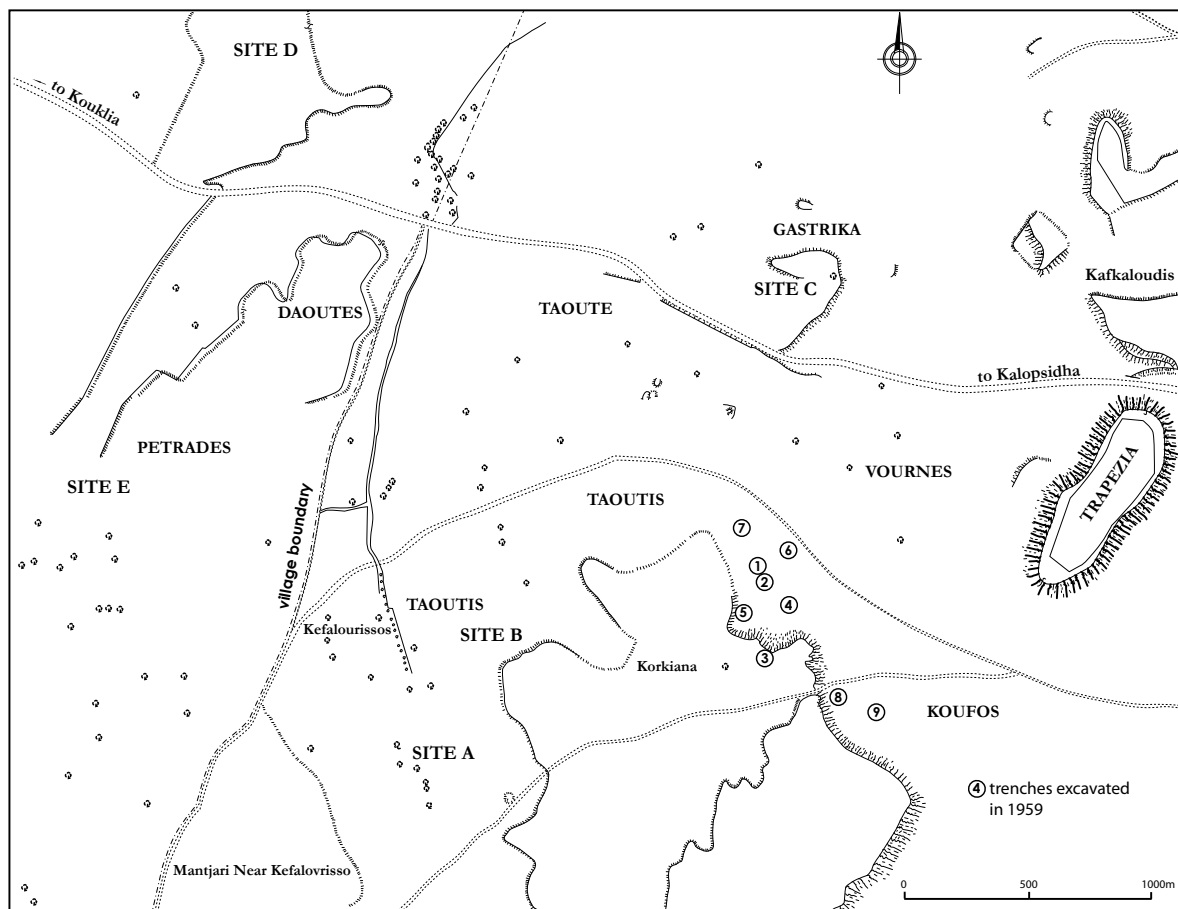 SITE D
to Kouklia
GASTRIKA
Kafkaloudis
SITE C
DAOUTES
TAOUTE
to Kalopsidha
PETRADES
VOURNES
SITE E
TAOUTIS
TRAPEZIA
village boundary
7
6
1
2
TAOUTIS
4
5
Kefalourissos
SITE B
3
Korkiana
8
9
KOUFOS
SITE A
4 trenches excavated
in 1959
Mantjari Near Kefalovrisso
0 500 1000m